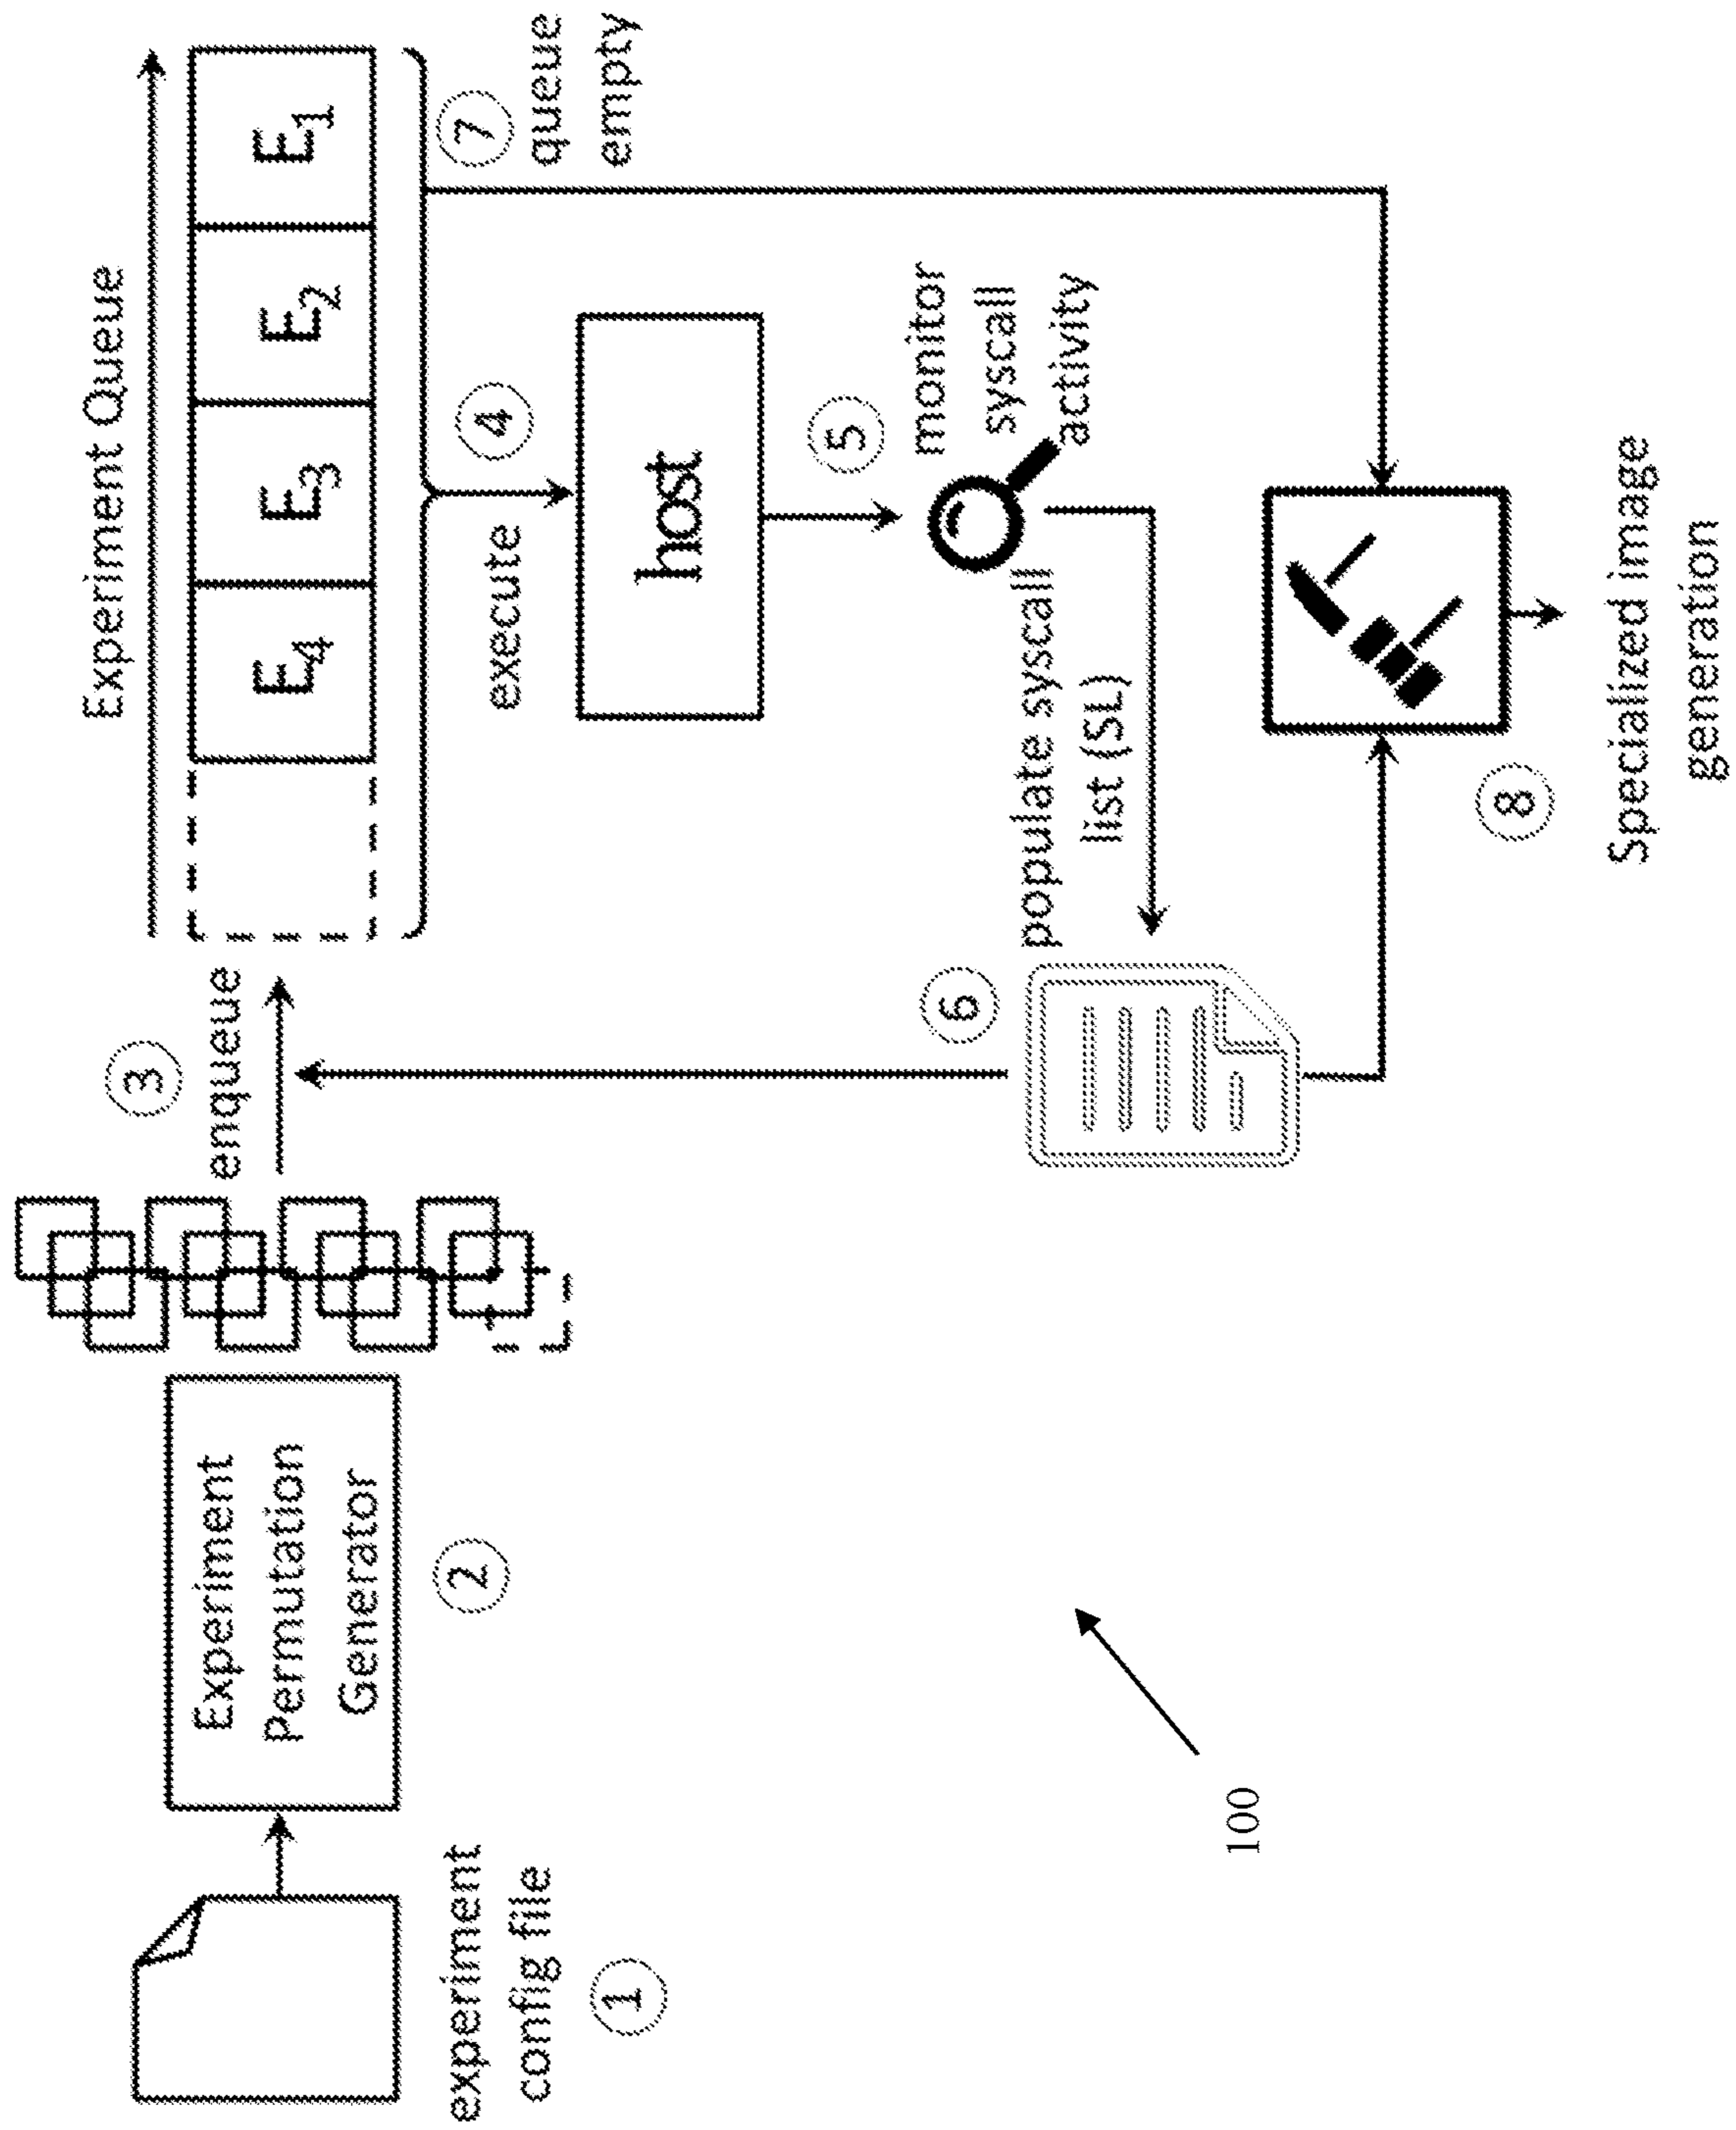 experiment
config file
1
Experiment
Permutation
Generator
2
3
enqueue
Experiment Queue
E4
E3
E2
E1
execute
4
host
5
monitor
syscall
activity
populate syscall
list (SL)
6
7
queue
empty
8
Specialized image
generation
100